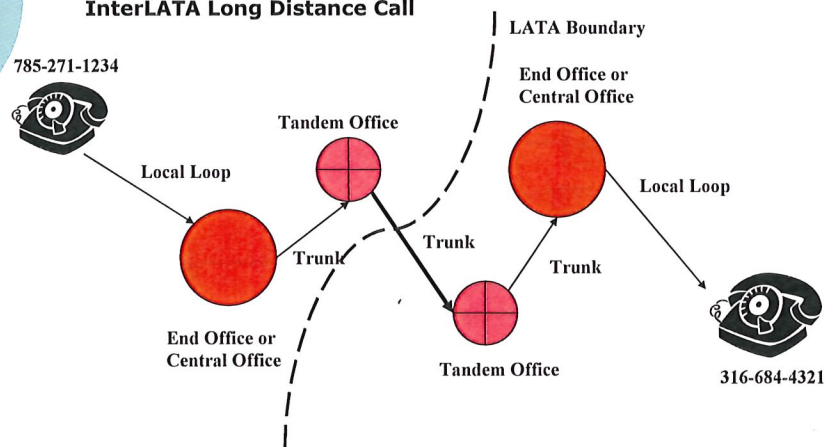 InterLATA Long Distance Call
LATA Boundary
785-271-1234
End Office or
Central Office
Tandem Office
Local Loop
Local Loop
Trunk
Trunk
Trunk
End Office or
Central Office
Tandem Office
316-684-4321